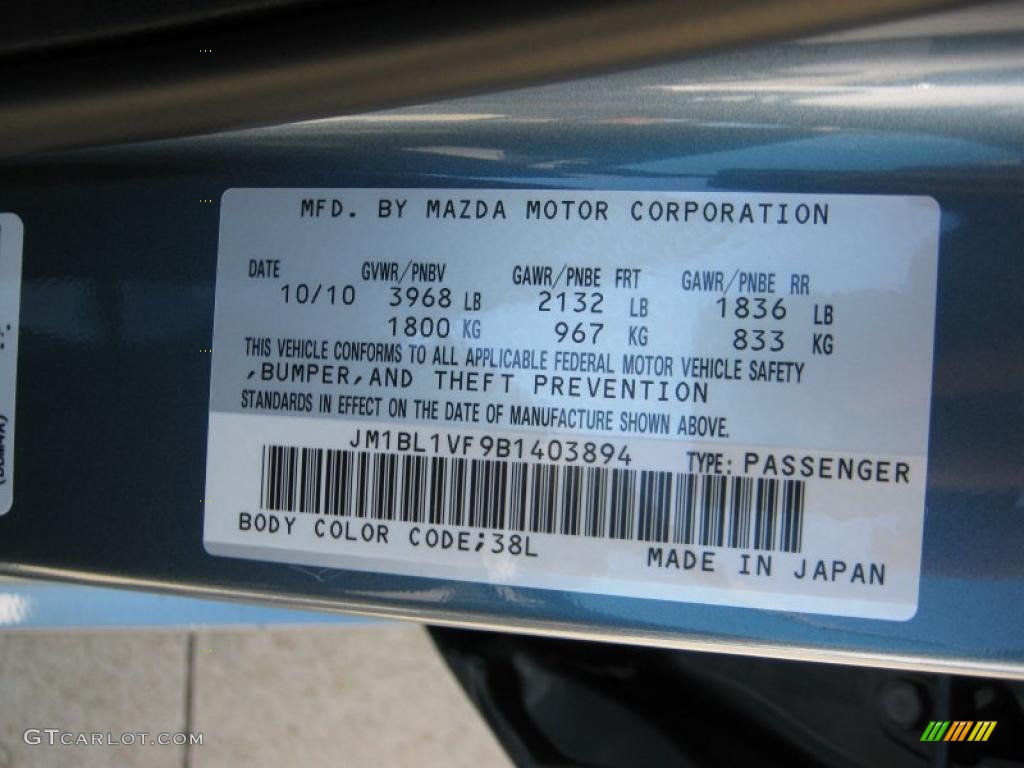 MFD. BY MAZDA MOTOR CORPORATION
DATE GVWR/PNBV GAWR/PNBE FRT GAWR/PNBE RR
10/10 3968 LB 2132 LB 1836 LB
1800 KG 967 KG 833 KG
THIS VEHICLE CONFORMS TO ALL APPLICABLE FEDERAL MOTOR VEHICLE SAFETY
,BUMPER,AND THEFT PREVENTION
STANDARDS IN EFFECT ON THE DATE OF MANUFACTURE SHOWN ABOVE.
JM1BL1VF9B1403894 TYPE: PASSENGER
BODY COLOR CODE;38L
MADE IN JAPAN
GTCARLOT.COM